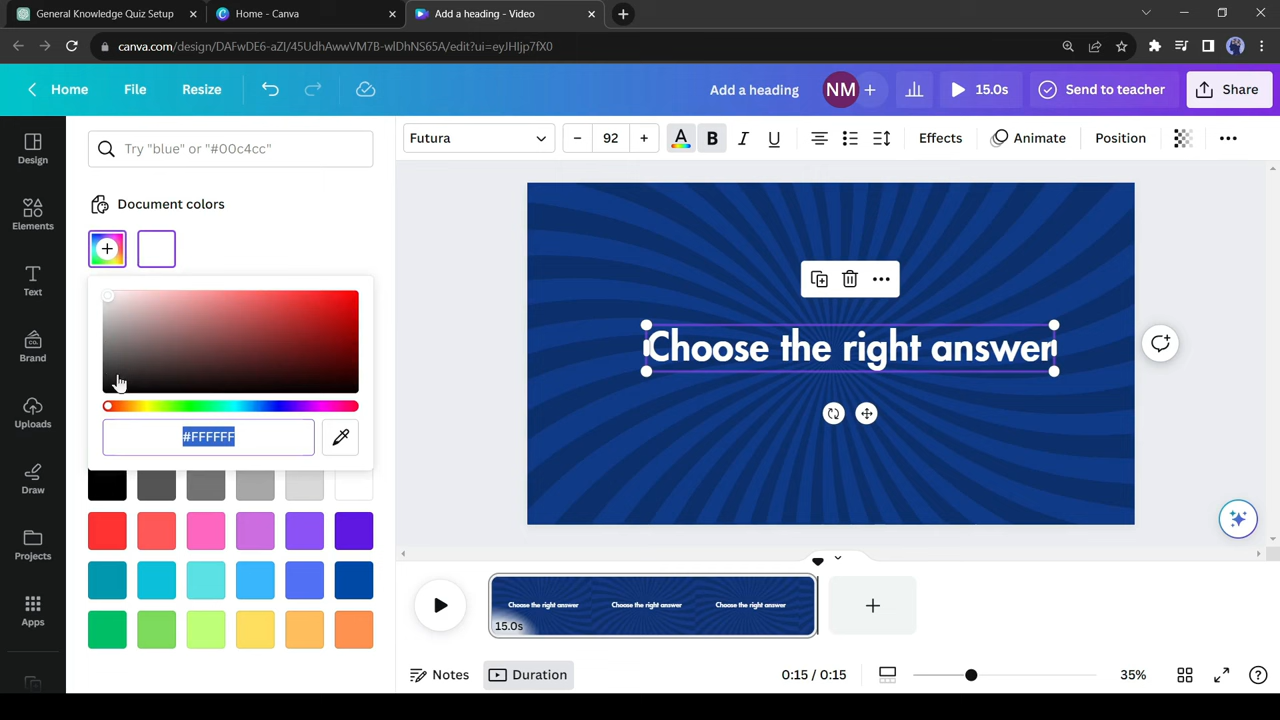 General Knowledge Quiz Setup
Home - Canva
Add a heading - Video
canva.com/design/DAFwDE6-aZI/45UdhAwwVM7B-wlDhNS65A/edit?ui=eyJHIjp7fX0
Home
File
Resize
Add a heading
NM
15.0s
Send to teacher
Share
Design
Elements
Text
Brand
Uploads
Draw
Projects
Apps
Try "blue" or "#00c4cc"
Document colors
#FFFFFF
Futura
92
A
B
I
U
Effects
Animate
Position
Choose the right answer
Choose the right answer
Choose the right answer
Choose the right answer
15.0s
Notes
Duration
0:15 / 0:15
35%